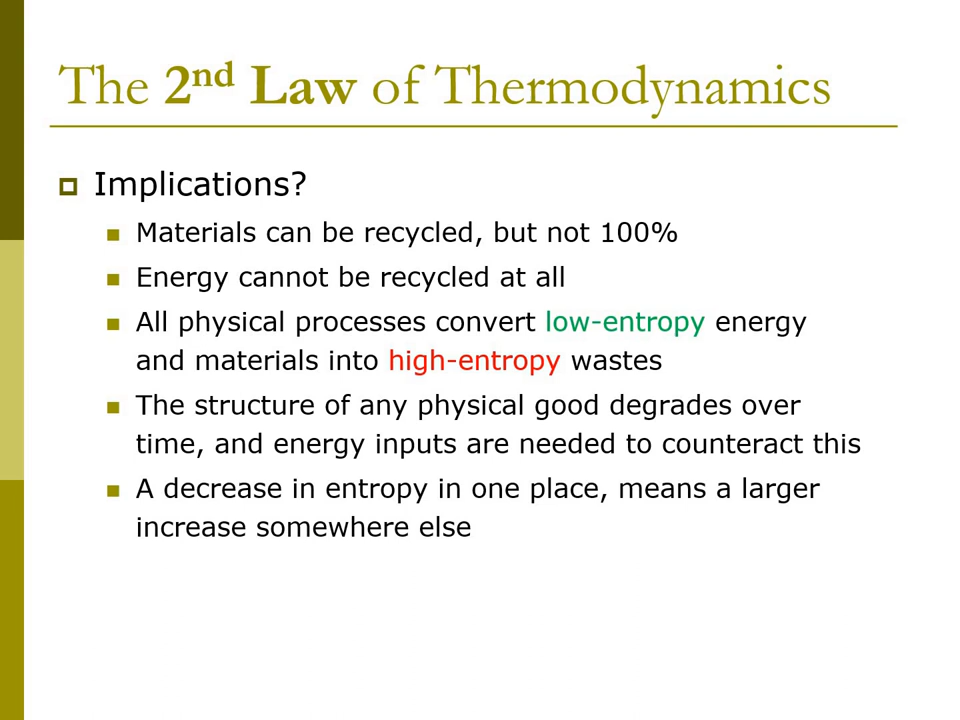 The 2nd Law of Thermodynamics
Implications?
Materials can be recycled, but not 100%
Energy cannot be recycled at all
All physical processes convert low-entropy energy
and materials into high-entropy wastes
The structure of any physical good degrades over
time, and energy inputs are needed to counteract this
A decrease in entropy in one place, means a larger
increase somewhere else